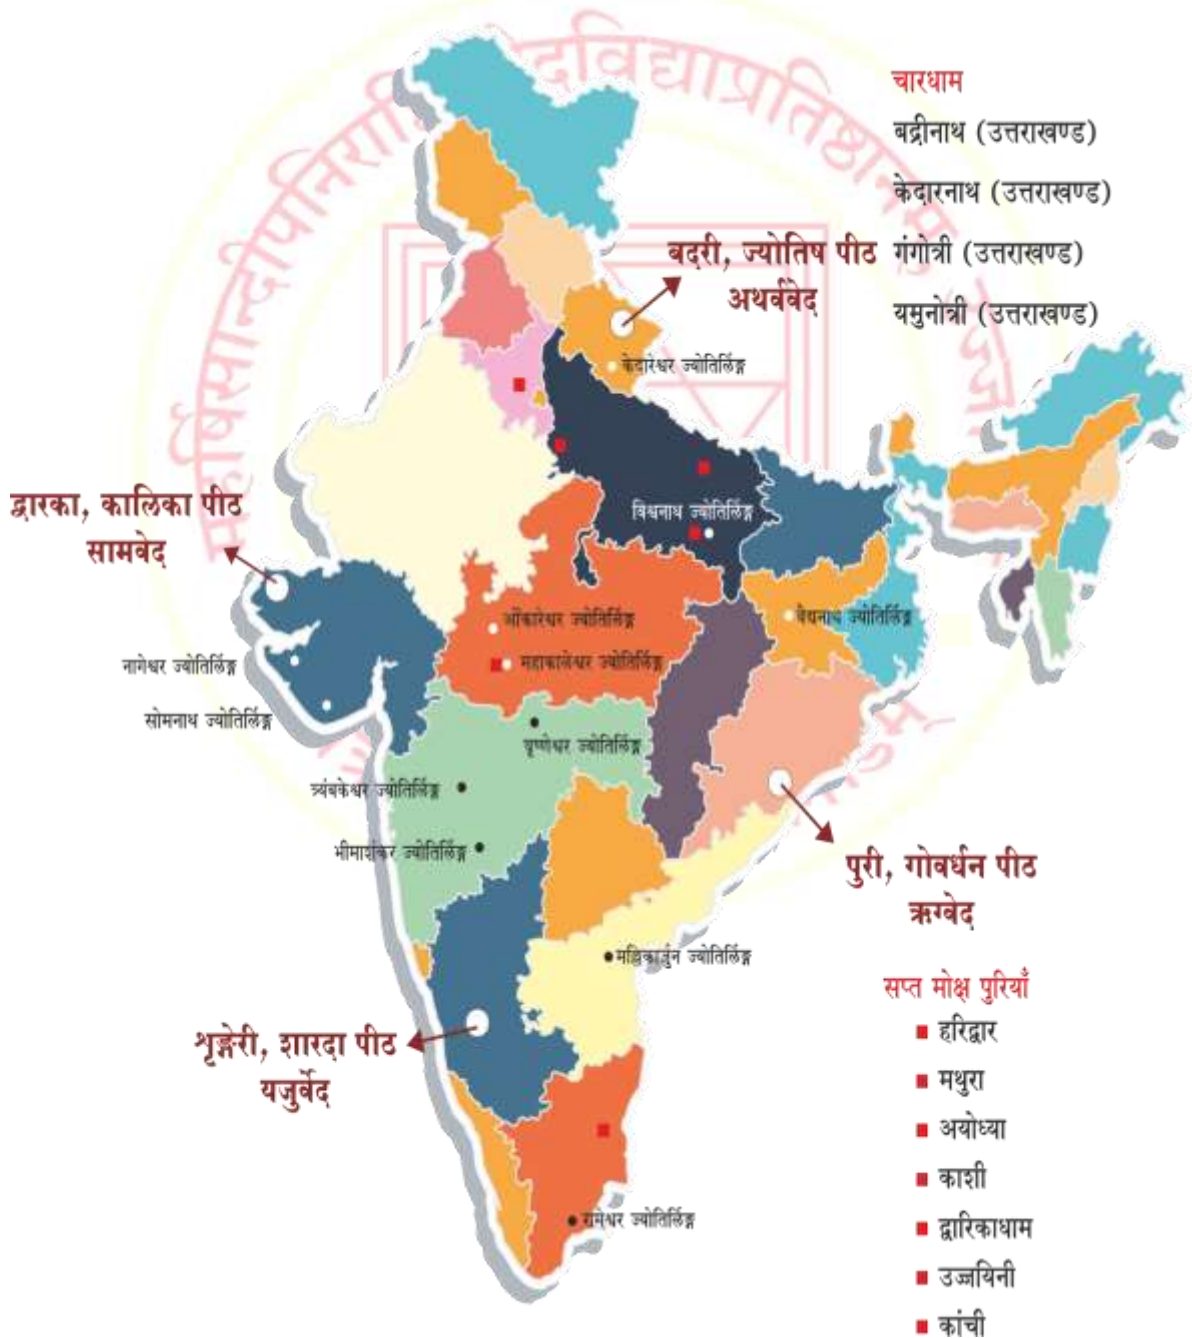 चारधाम
बद्रीनाथ (उत्तराखण्ड)
केदारनाथ (उत्तराखण्ड)
गंगोत्री (उत्तराखण्ड)
यमुनोत्री (उत्तराखण्ड)
बदरी, ज्योतिष पीठ
अथर्ववेद
केदारेश्वर ज्योतिर्लिङ्ग
द्वारका, कालिका पीठ
सामवेद
विश्वनाथ ज्योतिर्लिङ्ग
ओंकारेश्वर ज्योतिर्लिङ्ग
वैद्यनाथ ज्योतिर्लिङ्ग
महाकालेश्वर ज्योतिर्लिङ्ग
नागेश्वर ज्योतिर्लिङ्ग
सोमनाथ ज्योतिर्लिङ्ग
घृष्णेश्वर ज्योतिर्लिङ्ग
त्र्यंबकेश्वर ज्योतिर्लिङ्ग
भीमाशंकर ज्योतिर्लिङ्ग
पुरी, गोवर्धन पीठ
ऋग्वेद
मल्लिकार्जुन ज्योतिर्लिङ्ग
शृङ्गेरी, शारदा पीठ
यजुर्वेद
रामेश्वर ज्योतिर्लिङ्ग
सप्त मोक्ष पुरियाँ
हरिद्वार
मथुरा
अयोध्या
काशी
द्वारिकाधाम
उज्जयिनी
कांची